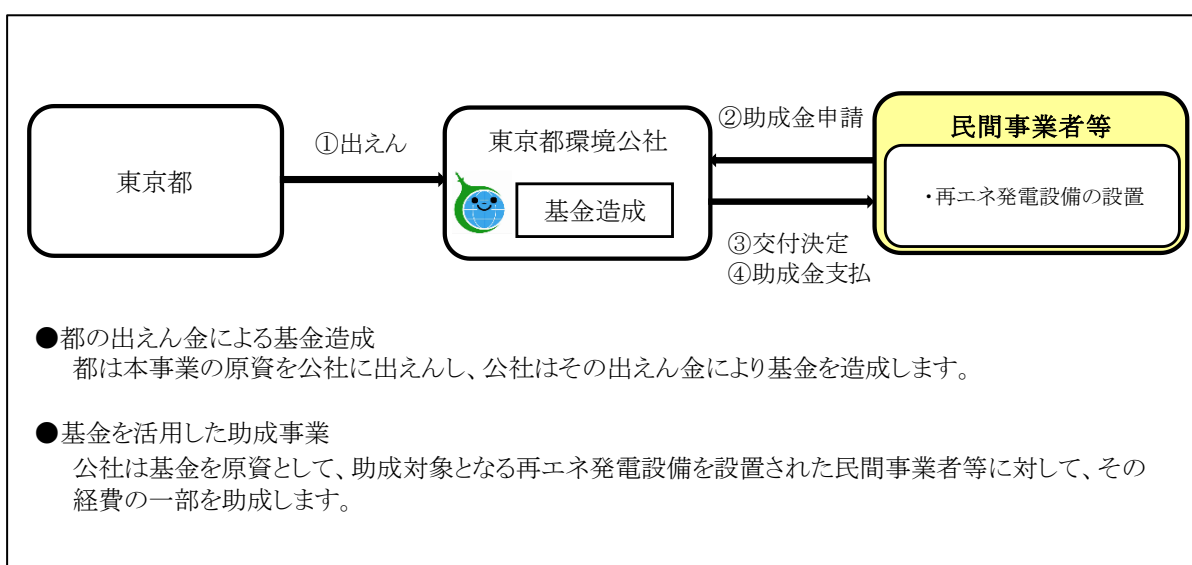 東京都
①出えん
東京都環境公社
基金造成
②助成金申請
③交付決定
④助成金支払
民間事業者等
・再エネ発電設備の設置
●都の出えん金による基金造成
都は本事業の原資を公社に出えんし、公社はその出えん金により基金を造成します。
●基金を活用した助成事業
公社は基金を原資として、助成対象となる再エネ発電設備を設置された民間事業者等に対して、その
経費の一部を助成します。